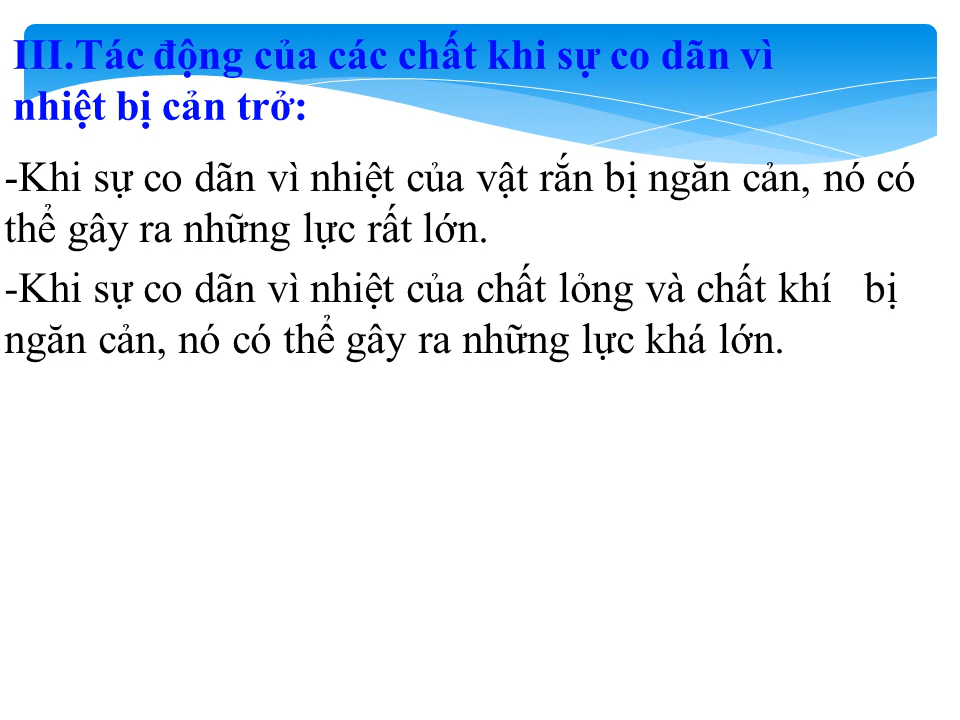 III.Tác động của các chất khi sự co dãn vì
nhiệt bị cản trở:
-Khi sự co dãn vì nhiệt của vật rắn bị ngăn cản, nó có
thể gây ra những lực rất lớn.
-Khi sự co dãn vì nhiệt của chất lỏng và chất khí bị
ngăn cản, nó có thể gây ra những lực khá lớn.